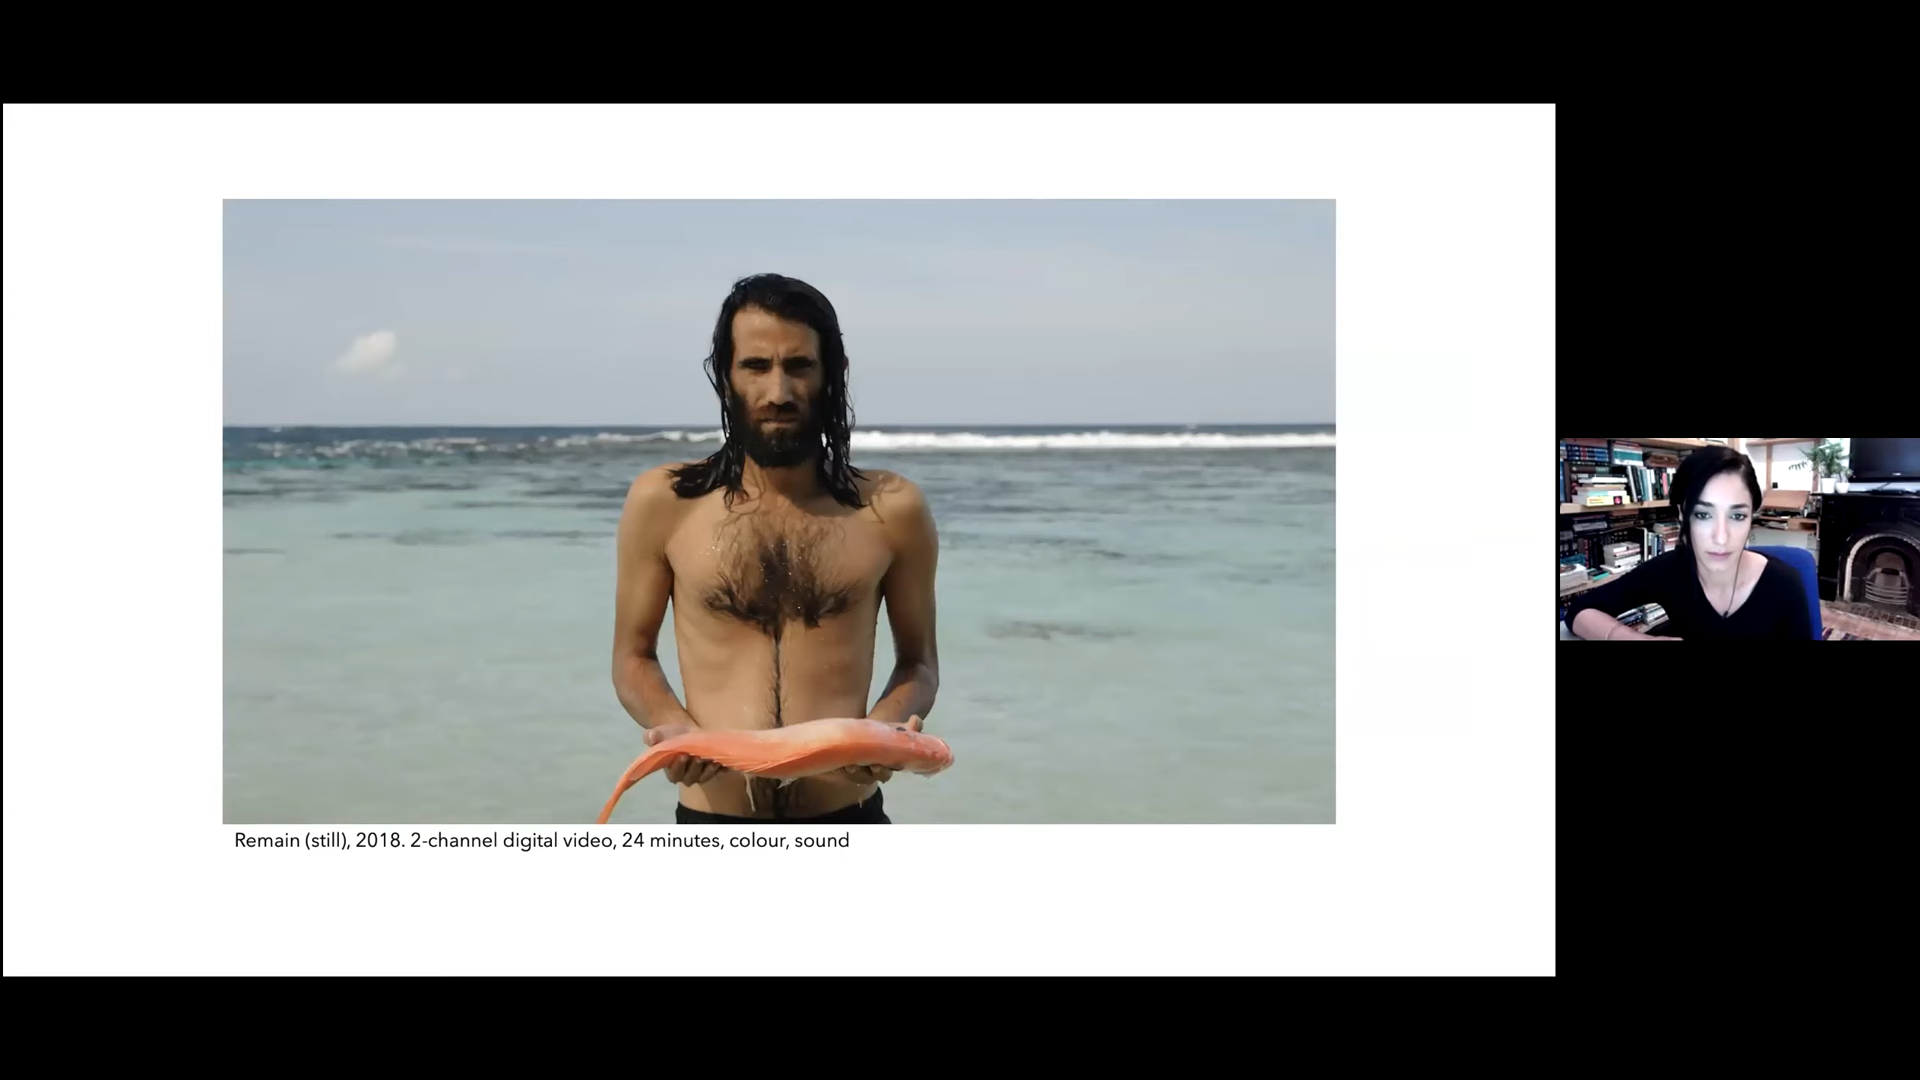 Remain (still), 2018. 2-channel digital video, 24 minutes, colour, sound